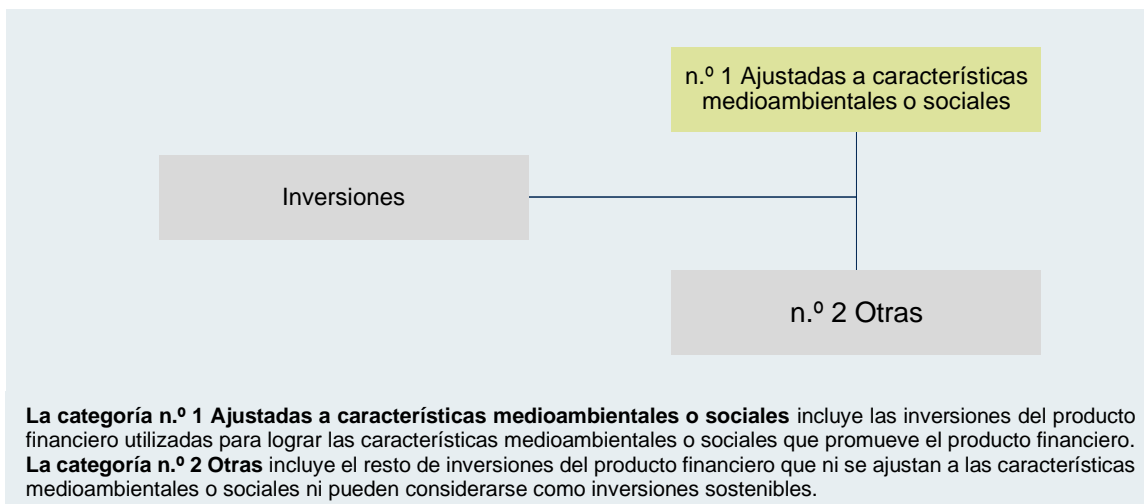 n.º 1 Ajustadas a características
medioambientales o sociales
Inversiones
n.º 2 Otras
La categoría n.º 1 Ajustadas a características medioambientales o sociales incluye las inversiones del producto
financiero utilizadas para lograr las características medioambientales o sociales que promueve el producto financiero.
La categoría n.º 2 Otras incluye el resto de inversiones del producto financiero que ni se ajustan a las características
medioambientales o sociales ni pueden considerarse como inversiones sostenibles.